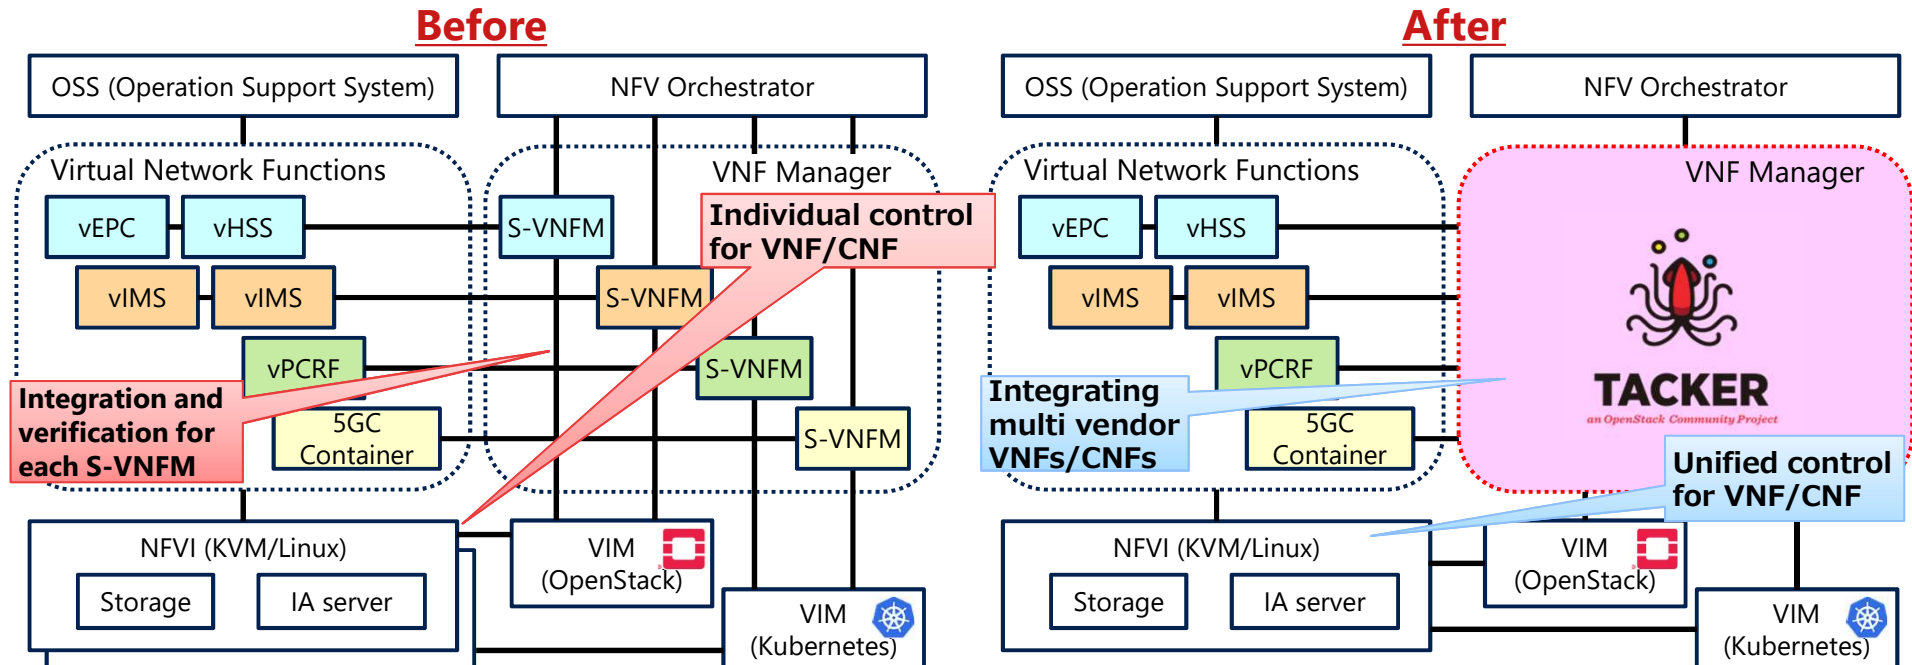 Before
OSS (Operation Support System)
NFV Orchestrator
Virtual Network Functions
VNF Manager
vEPC
vHSS
S-VNFM
Individual control
for VNF/CNF
vIMS
vIMS
S-VNFM
vPCRF
S-VNFM
Integration and
verification for
each S-VNFM
5GC
Container
S-VNFM
NFVI (KVM/Linux)
Storage
IA server
VIM
(OpenStack)
VIM
(Kubernetes)
After
OSS (Operation Support System)
NFV Orchestrator
Virtual Network Functions
VNF Manager
vEPC
vHSS
vIMS
vIMS
vPCRF
Integrating
multi vendor
VNFs/CNFs
5GC
Container
TACKER
an OpenStack Community Project
Unified control
for VNF/CNF
NFVI (KVM/Linux)
Storage
IA server
VIM
(OpenStack)
VIM
(Kubernetes)